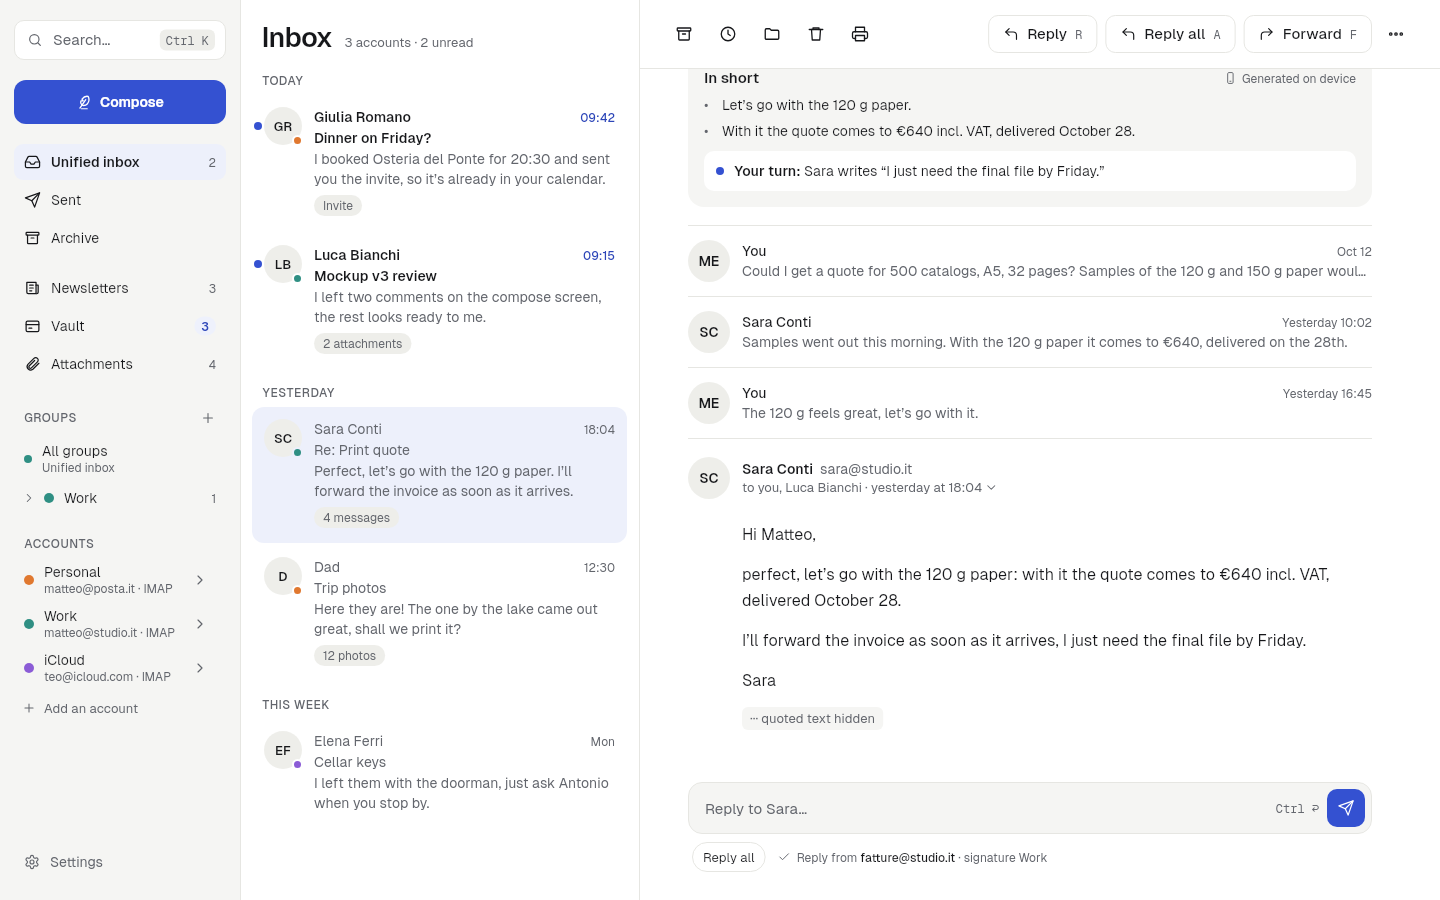 Search… Ctrl K
Compose
Unified inbox 2
Sent
Archive
Newsletters 3
Vault 3
Attachments 4
GROUPS
All groups
Unified inbox
Work 1
ACCOUNTS
Personal
matteo@posta.it · IMAP
Work
matteo@studio.it · IMAP
iCloud
teo@icloud.com · IMAP
Add an account
Settings
Inbox 3 accounts · 2 unread
TODAY
GR
Giulia Romano 09:42
Dinner on Friday?
I booked Osteria del Ponte for 20:30 and sent
you the invite, so it’s already in your calendar.
Invite
LB
Luca Bianchi 09:15
Mockup v3 review
I left two comments on the compose screen,
the rest looks ready to me.
2 attachments
YESTERDAY
SC
Sara Conti 18:04
Re: Print quote
Perfect, let’s go with the 120 g paper. I’ll
forward the invoice as soon as it arrives.
4 messages
D
Dad 12:30
Trip photos
Here they are! The one by the lake came out
great, shall we print it?
12 photos
THIS WEEK
EF
Elena Ferri Mon
Cellar keys
I left them with the doorman, just ask Antonio
when you stop by.
Reply R
Reply all A
Forward F
In short Generated on device
• Let’s go with the 120 g paper.
• With it the quote comes to €640 incl. VAT, delivered October 28.
Your turn: Sara writes “I just need the final file by Friday.”
ME
You Oct 12
Could I get a quote for 500 catalogs, A5, 32 pages? Samples of the 120 g and 150 g paper woul…
SC
Sara Conti Yesterday 10:02
Samples went out this morning. With the 120 g paper it comes to €640, delivered on the 28th.
ME
You Yesterday 16:45
The 120 g feels great, let’s go with it.
SC
Sara Conti sara@studio.it
to you, Luca Bianchi · yesterday at 18:04
Hi Matteo,
perfect, let’s go with the 120 g paper: with it the quote comes to €640 incl. VAT,
delivered October 28.
I’ll forward the invoice as soon as it arrives, I just need the final file by Friday.
Sara
··· quoted text hidden
Reply to Sara… Ctrl ↵
Reply all
Reply from fatture@studio.it · signature Work